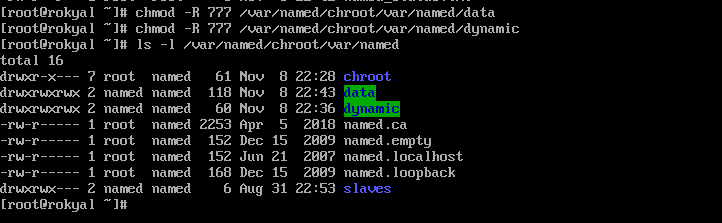 [root@rokyal ~]# chmod -R 777 /var/named/chroot/var/named/data
[root@rokyal ~]# chmod -R 777 /var/named/chroot/var/named/dynamic
[root@rokyal ~]# ls -l /var/named/chroot/var/named
total 16
drwxr-x--- 7 root  named   61 Nov  8 22:28 chroot
drwxrwxrwx 2 named named  118 Nov  8 22:43 data
drwxrwxrwx 2 named named   60 Nov  8 22:36 dynamic
-rw-r----- 1 root  named 2253 Apr  5  2018 named.ca
-rw-r----- 1 root  named  152 Dec 15  2009 named.empty
-rw-r----- 1 root  named  152 Jun 21  2007 named.localhost
-rw-r----- 1 root  named  168 Dec 15  2009 named.loopback
drwxrwx--- 2 named named    6 Aug 31 22:53 slaves
[root@rokyal ~]#